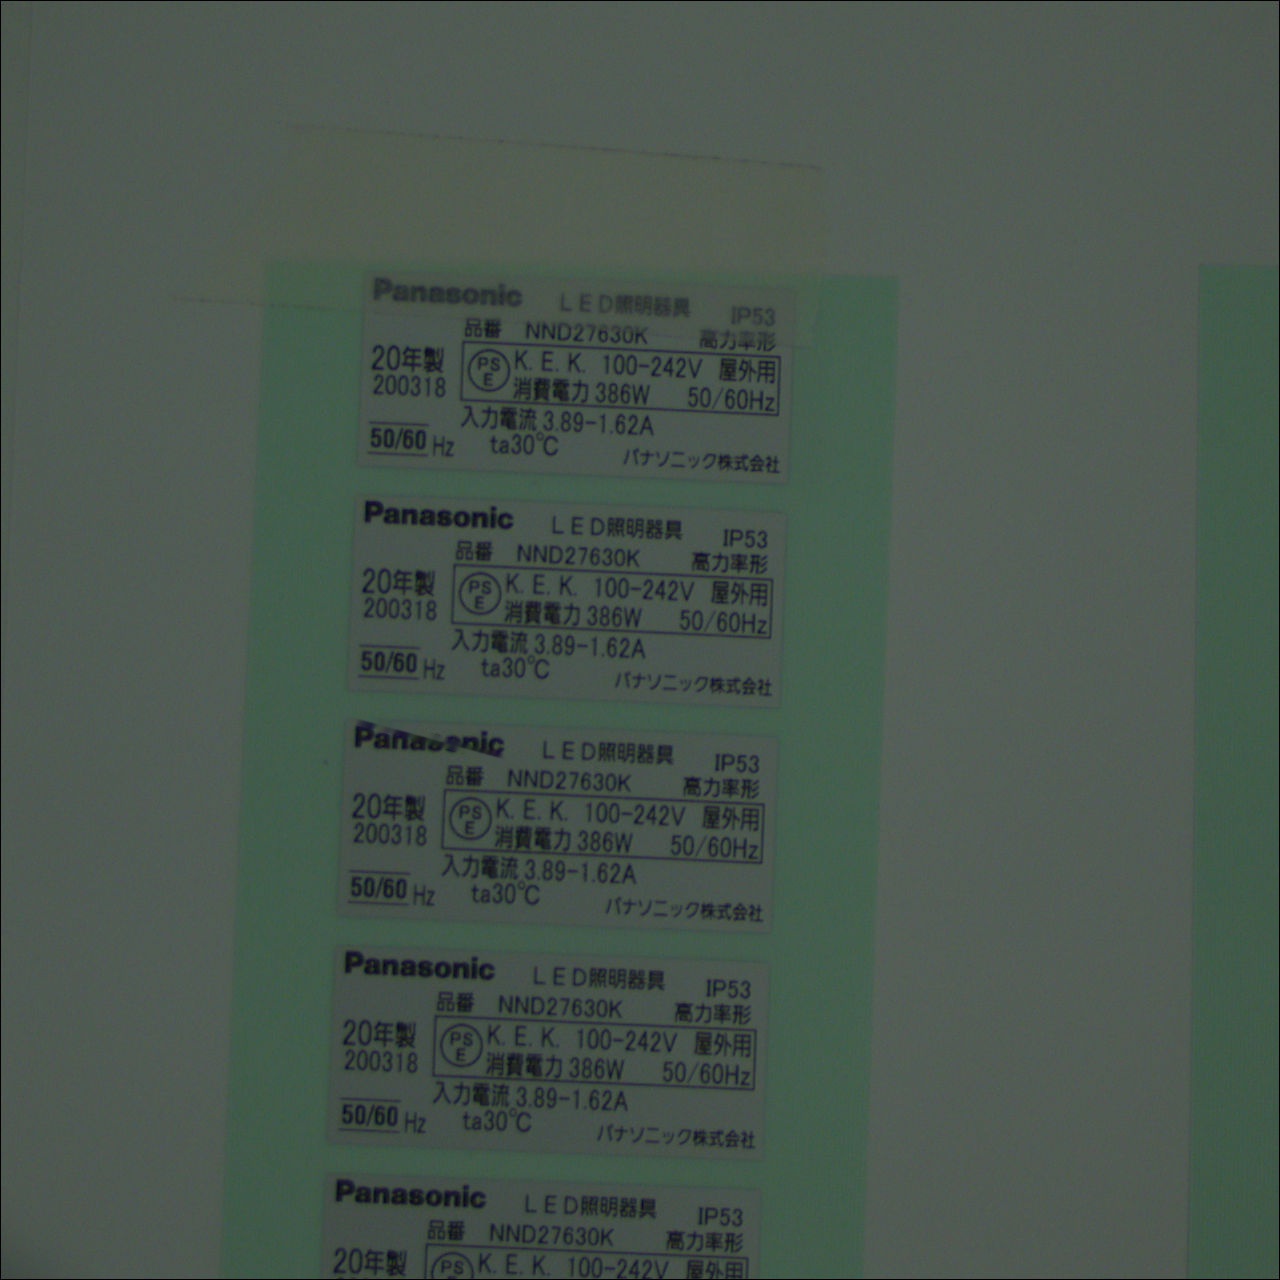 Panasonic LED照明器具 IP53
品番 NND27630K 高力率形
20年製 PS E K.E.K. 100-242V 屋外用
200318 消費電力 386W 50/60Hz
入力電流 3.89-1.62A
50/60 Hz ta30℃ パナソニック株式会社
Panasonic LED照明器具 IP53
品番 NND27630K 高力率形
20年製 PS E K.E.K. 100-242V 屋外用
200318 消費電力 386W 50/60Hz
入力電流 3.89-1.62A
50/60 Hz ta30℃ パナソニック株式会社
Panasonic LED照明器具 IP53
品番 NND27630K 高力率形
20年製 PS E K.E.K. 100-242V 屋外用
200318 消費電力 386W 50/60Hz
入力電流 3.89-1.62A
50/60 Hz ta30℃ パナソニック株式会社
Panasonic LED照明器具 IP53
品番 NND27630K 高力率形
20年製 PS E K.E.K. 100-242V 屋外用
200318 消費電力 386W 50/60Hz
入力電流 3.89-1.62A
50/60 Hz ta30℃ パナソニック株式会社
Panasonic LED照明器具 IP53
品番 NND27630K 高力率形
20年製 PS K.E.K. 100-242V 屋外用